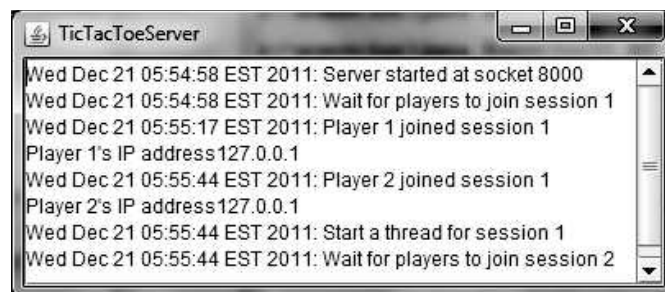 TicTacToeServer
Wed Dec 21 05:54:58 EST 2011: Server started at socket 8000
Wed Dec 21 05:54:58 EST 2011: Wait for players to join session 1
Wed Dec 21 05:55:17 EST 2011: Player 1 joined session 1
Player 1's IP address127.0.0.1
Wed Dec 21 05:55:44 EST 2011: Player 2 joined session 1
Player 2's IP address127.0.0.1
Wed Dec 21 05:55:44 EST 2011: Start a thread for session 1
Wed Dec 21 05:55:44 EST 2011: Wait for players to join session 2